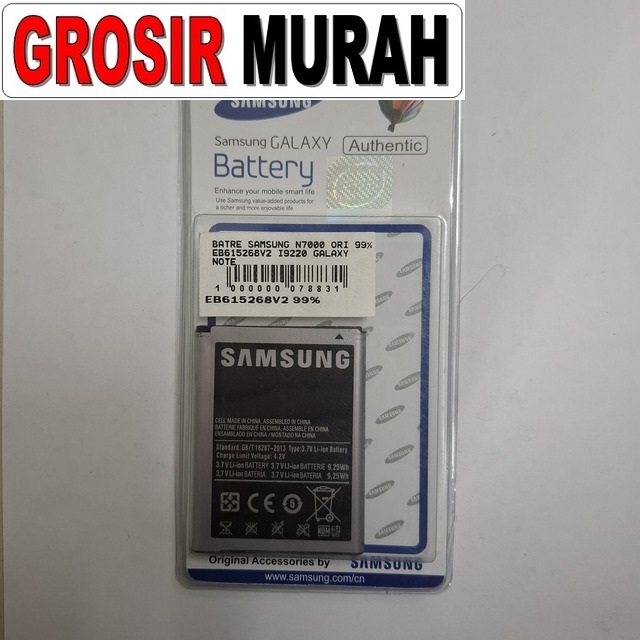 GROSIR MURAH
SAMSUNG
Samsung GALAXY
Authentic
Battery
Enhance your mobile smart life
Use Samsung value-added products for
a richer and more enjoyable life
BATRE SAMSUNG N7000 ORI 99%
EB615268V2 I9220 GALAXY
NOTE
1 000000 078831
EB615268V2 99%
SAMSUNG
CELL MADE IN CHINA, ASSEMBLED IN CHINA
BATTERIE FABRIQUÉ EN CHINE, ASSEMBLÉ EN CHINE
ENSAMBLADO EN CHINA / MONTADO NA CHINA
Standard: GB/T 18287-2013 Type:3.7V Li-ion Battery
Charge Limit Voltage: 4.2V
3.7V Li-ion BATTERY 3.7V Li-ion BATTERIE 9.25Wh
3,7V Li-ion BATERÍA 3,7V Li-ion BATERIA 9,25Wh
Original Accessories by SAMSUNG
www.samsung.com/cn